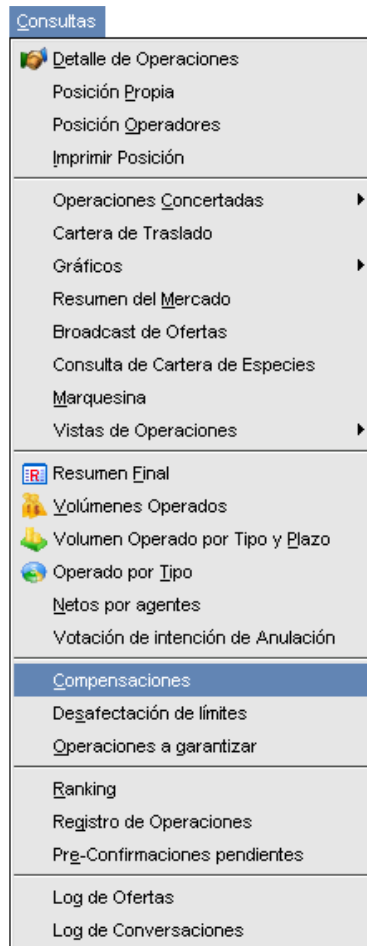 Consultas
Detalle de Operaciones
Posición Propia
Posición Operadores
Imprimir Posición
Operaciones Concertadas
Cartera de Traslado
Gráficos
Resumen del Mercado
Broadcast de Ofertas
Consulta de Cartera de Especies
Marquesina
Vistas de Operaciones
R Resumen Final
Volúmenes Operados
Volumen Operado por Tipo y Plazo
Operado por Tipo
Netos por agentes
Votación de intención de Anulación
Compensaciones
Desafectación de límites
Operaciones a garantizar
Ranking
Registro de Operaciones
Pre-Confirmaciones pendientes
Log de Ofertas
Log de Conversaciones